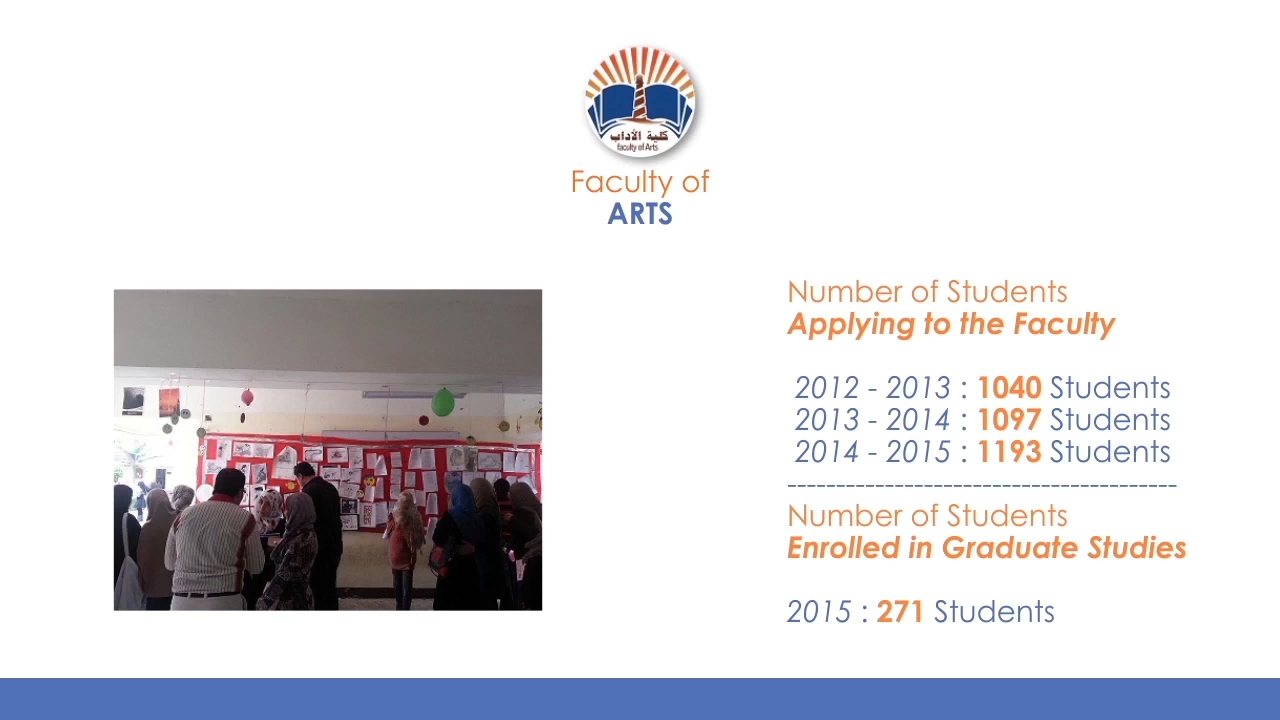 كلية الأداب
faculty of Arts
Faculty of
ARTS
Number of Students
Applying to the Faculty
2012 - 2013 : 1040 Students
2013 - 2014 : 1097 Students
2014 - 2015 : 1193 Students
---------------------------------------
Number of Students
Enrolled in Graduate Studies
2015 : 271 Students